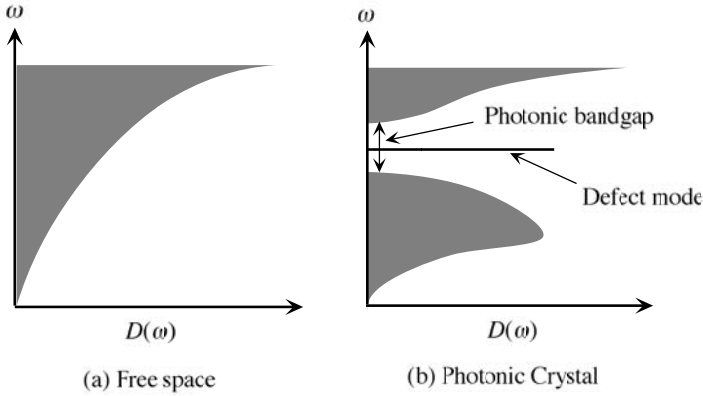 ω
ω
Photonic bandgap
Defect mode
D(ω)
D(ω)
(a) Free space
(b) Photonic Crystal